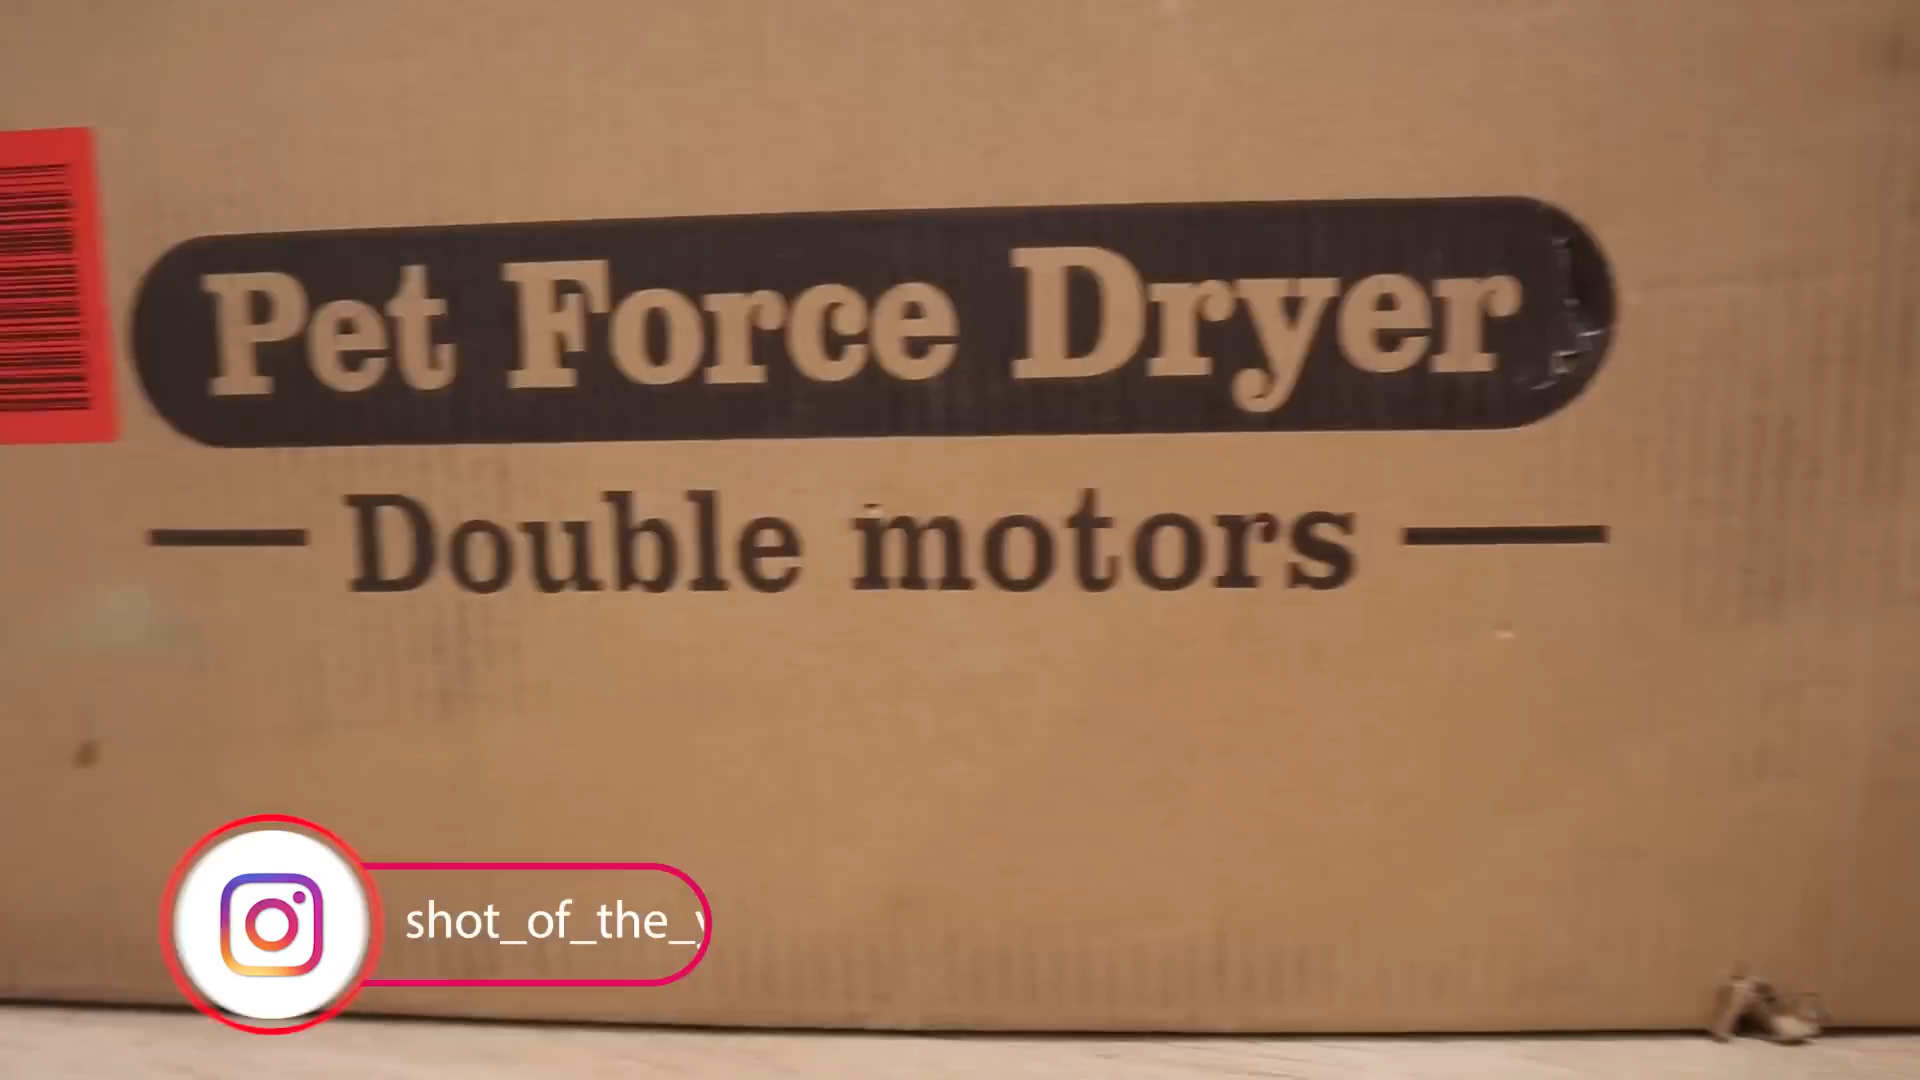 Pet Force Dryer
Double motors
shot_of_the_